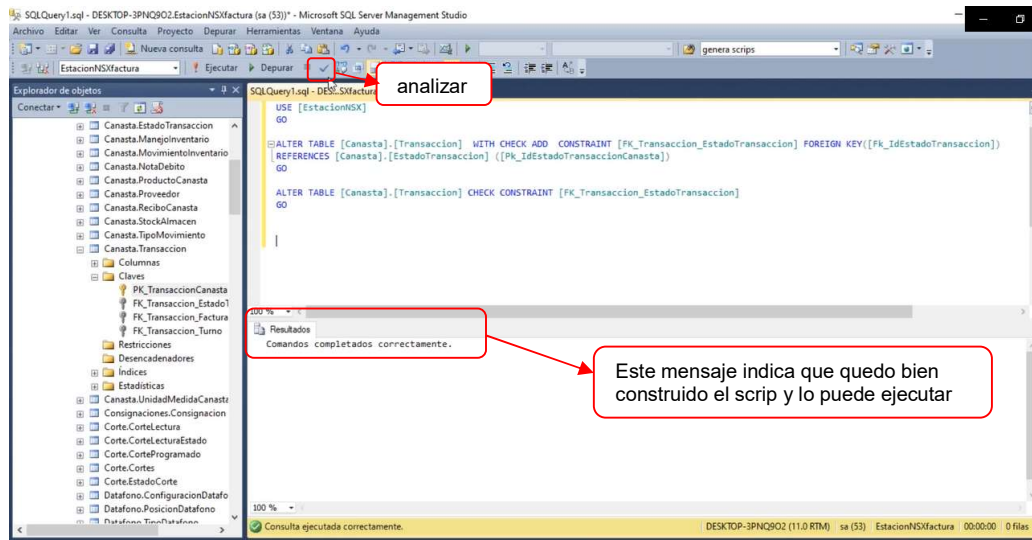 SQLQuery1.sql - DESKTOP-3PNQ9O2.EstacionNSXfactura (sa (53))* - Microsoft SQL Server Management Studio
Archivo Editar Ver Consulta Proyecto Depurar Herramientas Ventana Ayuda
Nueva consulta
genera scrips
EstacionNSXfactura
Ejecutar
Depurar
analizar
Explorador de objetos
Conectar
Canasta.EstadoTransaccion
Canasta.ManejoInventario
Canasta.MovimientoInventario
Canasta.NotaDebito
Canasta.ProductoCanasta
Canasta.Proveedor
Canasta.ReciboCanasta
Canasta.StockAlmacen
Canasta.TipoMovimiento
Canasta.Transaccion
Columnas
Claves
PK_TransaccionCanasta
FK_Transaccion_EstadoT
FK_Transaccion_Factura
FK_Transaccion_Turno
Restricciones
Desencadenadores
Índices
Estadísticas
Canasta.UnidadMedidaCanasta
Consignaciones.Consignacion
Corte.CorteLectura
Corte.CorteLecturaEstado
Corte.CorteProgramado
Corte.Cortes
Corte.EstadoCorte
Datafono.ConfiguracionDatafo
Datafono.PosicionDatafono
Datafono.TipoDatafono
SQLQuery1.sql - DES...SXfactura
USE [EstacionNSX]
GO
ALTER TABLE [Canasta].[Transaccion] WITH CHECK ADD CONSTRAINT [FK_Transaccion_EstadoTransaccion] FOREIGN KEY([Fk_IdEstadoTransaccion])
REFERENCES [Canasta].[EstadoTransaccion] ([Pk_IdEstadoTransaccionCanasta])
GO
ALTER TABLE [Canasta].[Transaccion] CHECK CONSTRAINT [FK_Transaccion_EstadoTransaccion]
GO
100 %
Resultados
Comandos completados correctamente.
Este mensaje indica que quedo bien
construido el scrip y lo puede ejecutar
100 %
Consulta ejecutada correctamente.
DESKTOP-3PNQ9O2 (11.0 RTM) sa (53) EstacionNSXfactura 00:00:00 0 filas